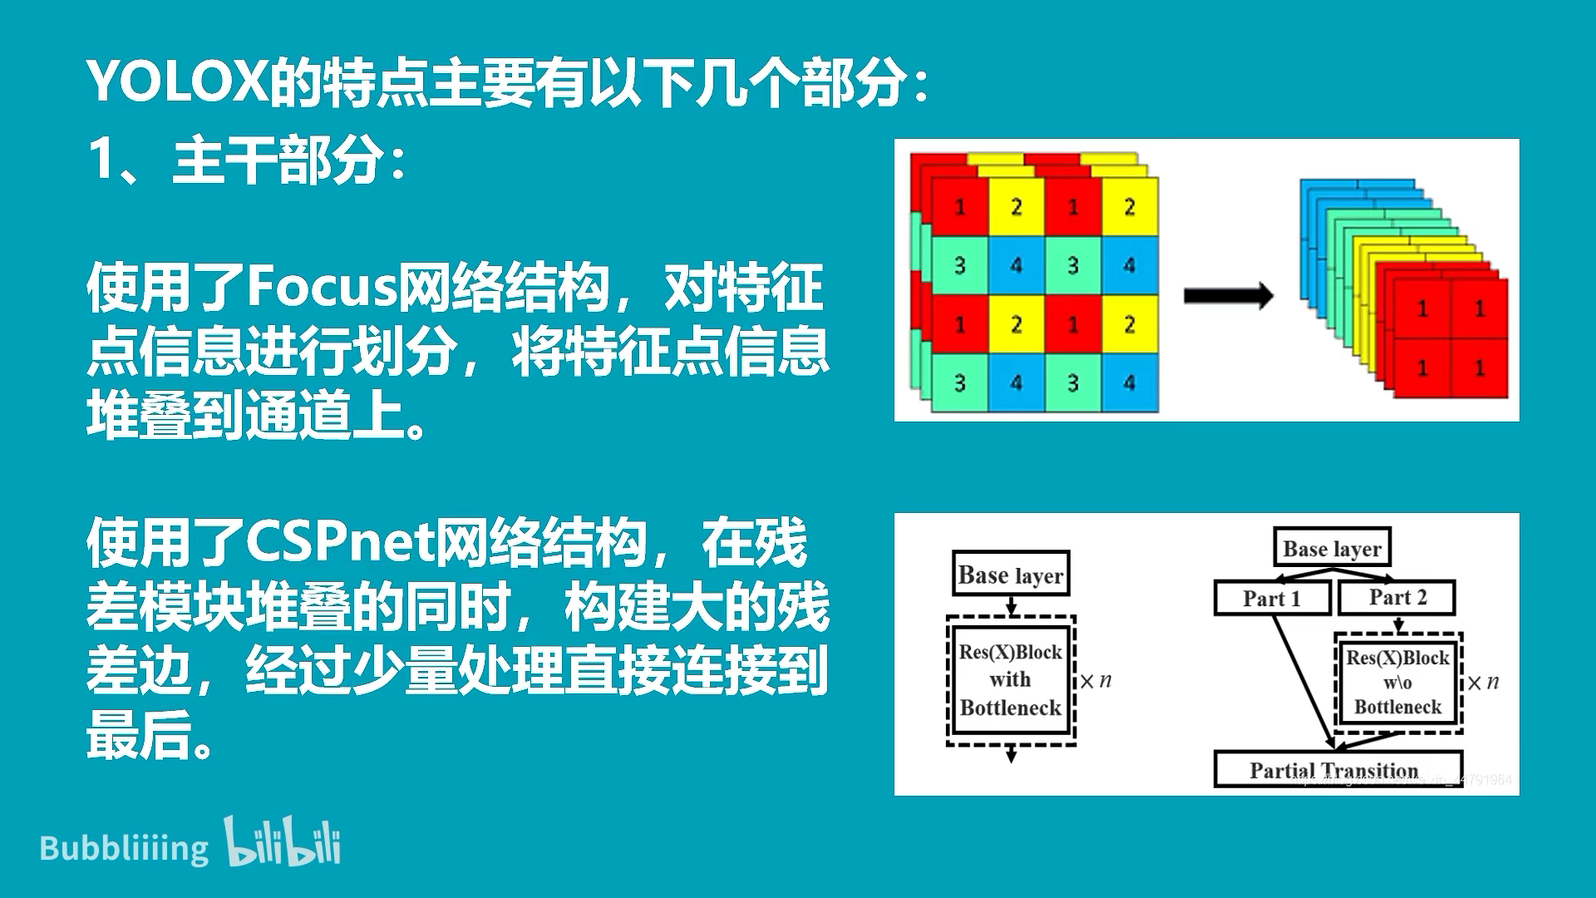 YOLOX的特点主要有以下几个部分：
1、主干部分：
使用了Focus网络结构，对特征
点信息进行划分，将特征点信息
堆叠到通道上。
使用了CSPnet网络结构，在残
差模块堆叠的同时，构建大的残
差边，经过少量处理直接连接到
最后。
1 2 1 2
3 4 3 4
1 2 1 2
3 4 3 4
1 1
1 1
Base layer
Res(X)Block
with
Bottleneck
× n
Base layer
Part 1
Part 2
Res(X)Block
w\o
Bottleneck
× n
Partial Transition
Bubbliiiing bilibili